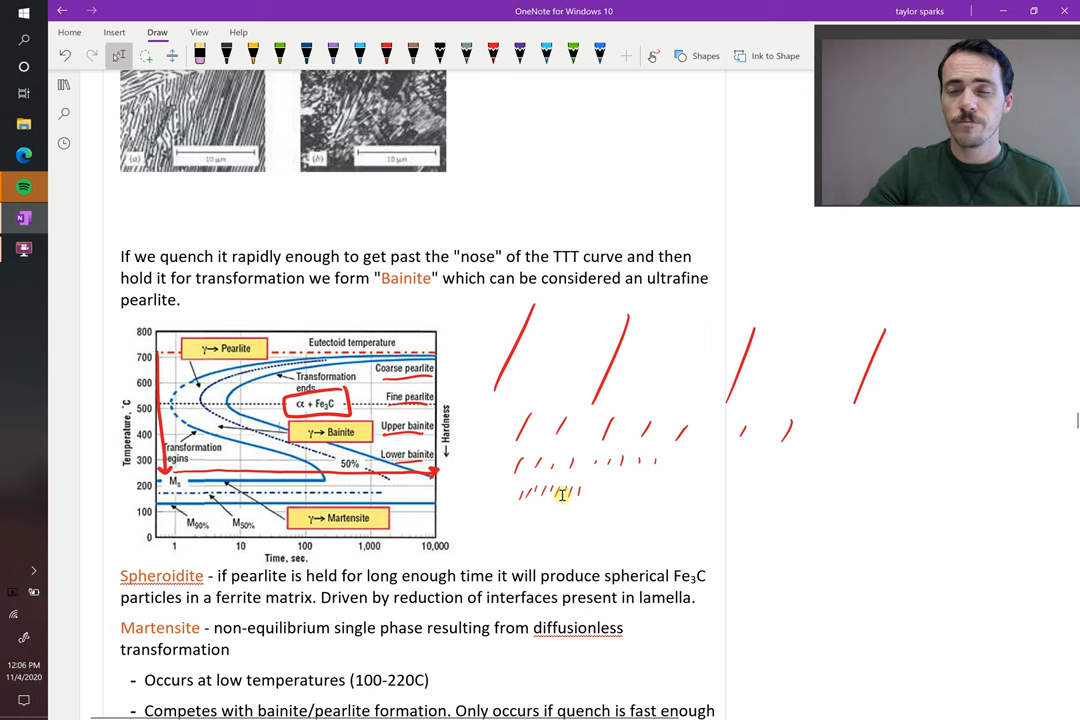 OneNote for Windows 10
taylor sparks
Home Insert Draw View Help
Shapes Ink to Shape
(a) 10 μm
(b) 10 μm
If we quench it rapidly enough to get past the "nose" of the TTT curve and then
hold it for transformation we form "Bainite" which can be considered an ultrafine
pearlite.
800
γ→ Pearlite
Eutectoid temperature
700
Coarse pearlite
Transformation
ends
600
α + Fe₃C
Fine pearlite
500
Temperature, °C
γ→ Bainite
Upper bainite
←Hardness
400
Transformation
begins
50%
Lower bainite
300
Ms
200
M90%
M50%
γ→ Martensite
100
0
1 10 100 1,000 10,000
Time, sec.
Spheroidite - if pearlite is held for long enough time it will produce spherical Fe₃C
particles in a ferrite matrix. Driven by reduction of interfaces present in lamella.
Martensite - non-equilibrium single phase resulting from diffusionless
transformation
- Occurs at low temperatures (100-220C)
- Competes with bainite/pearlite formation. Only occurs if quench is fast enough
12:06 PM
11/4/2020